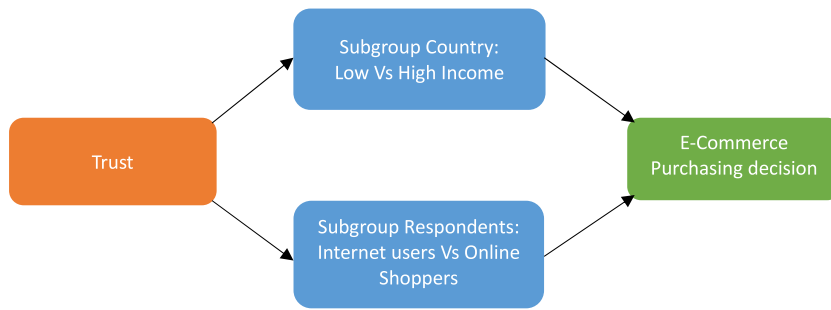 Subgroup Country:
Low Vs High Income
Trust
E-Commerce
Purchasing decision
Subgroup Respondents:
Internet users Vs Online
Shoppers